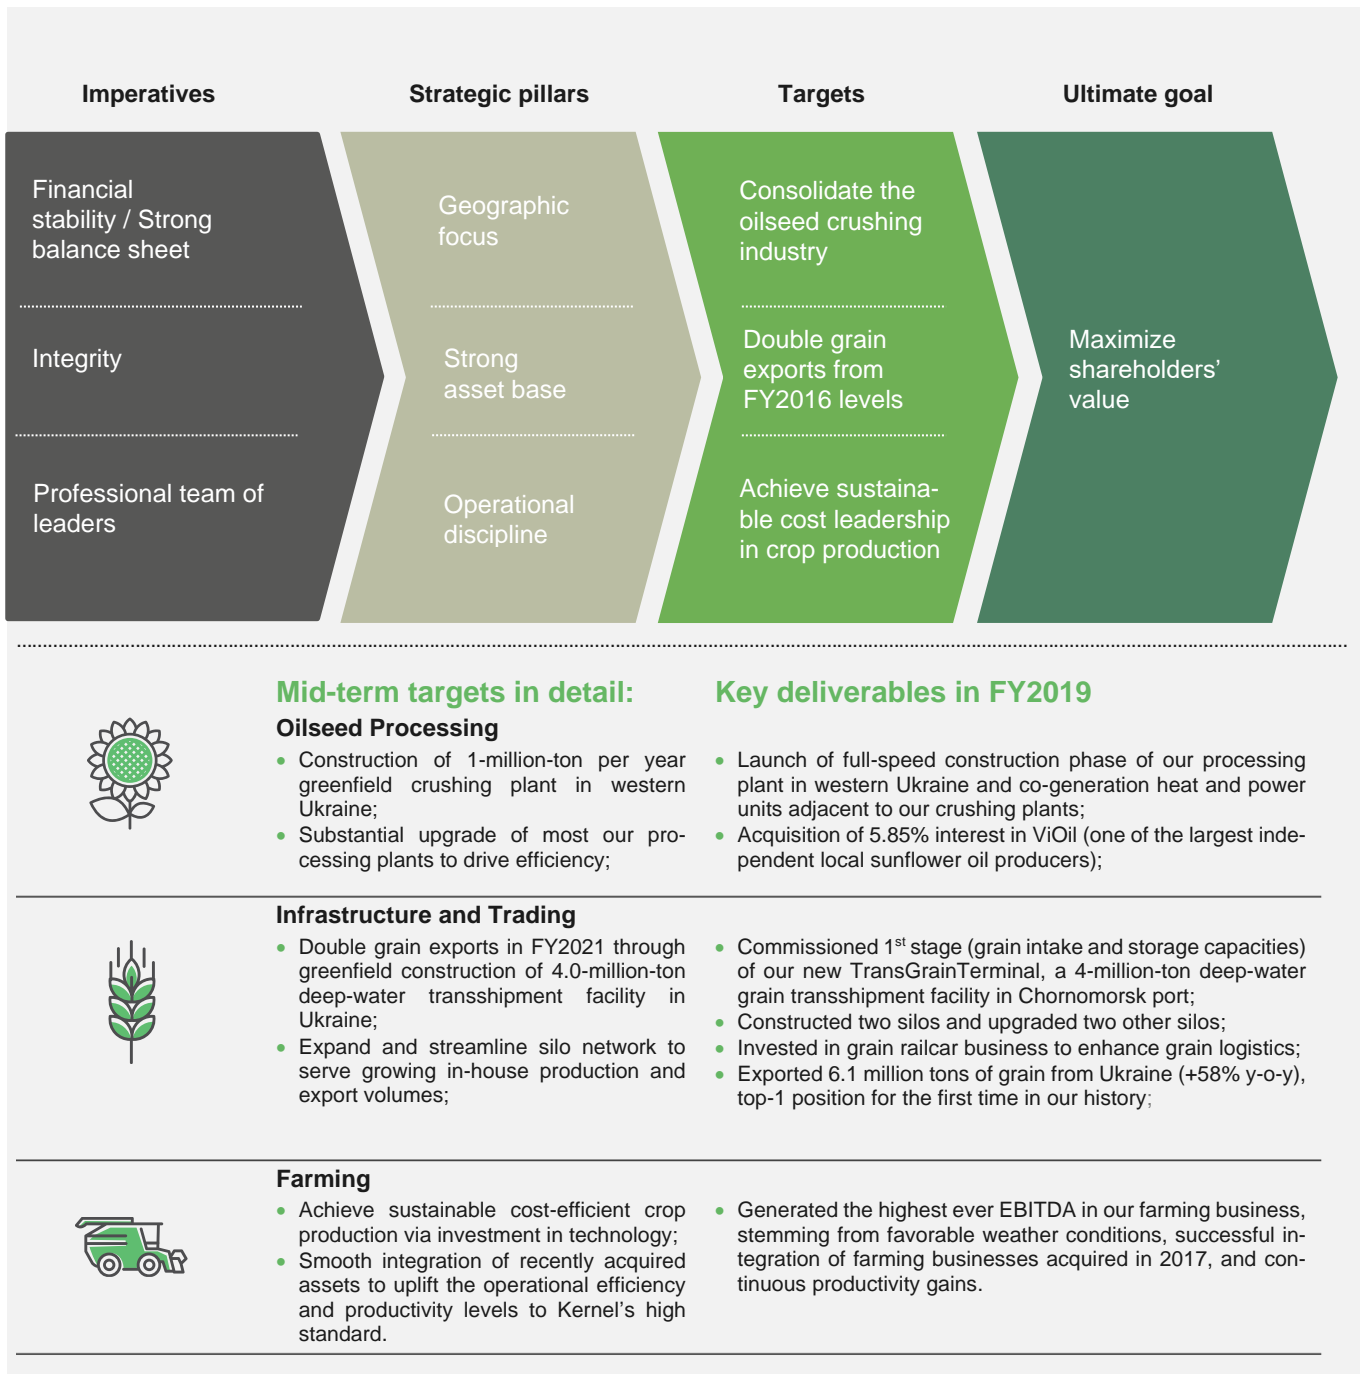 Imperatives
Strategic pillars
Targets
Ultimate goal
Financial
stability / Strong
balance sheet
Integrity
Professional team of
leaders
Geographic
focus
Strong
asset base
Operational
discipline
Consolidate the
oilseed crushing
industry
Double grain
exports from
FY2016 levels
Achieve sustaina-
ble cost leadership
in crop production
Maximize
shareholders’
value
Mid-term targets in detail:
Key deliverables in FY2019
Oilseed Processing
• Construction of 1-million-ton per year
greenfield crushing plant in western
Ukraine;
• Substantial upgrade of most our pro-
cessing plants to drive efficiency;
• Launch of full-speed construction phase of our processing
plant in western Ukraine and co-generation heat and power
units adjacent to our crushing plants;
• Acquisition of 5.85% interest in ViOil (one of the largest inde-
pendent local sunflower oil producers);
Infrastructure and Trading
• Double grain exports in FY2021 through
greenfield construction of 4.0-million-ton
deep-water transshipment facility in
Ukraine;
• Expand and streamline silo network to
serve growing in-house production and
export volumes;
• Commissioned 1st stage (grain intake and storage capacities)
of our new TransGrainTerminal, a 4-million-ton deep-water
grain transshipment facility in Chornomorsk port;
• Constructed two silos and upgraded two other silos;
• Invested in grain railcar business to enhance grain logistics;
• Exported 6.1 million tons of grain from Ukraine (+58% y-o-y),
top-1 position for the first time in our history;
Farming
• Achieve sustainable cost-efficient crop
production via investment in technology;
• Smooth integration of recently acquired
assets to uplift the operational efficiency
and productivity levels to Kernel’s high
standard.
• Generated the highest ever EBITDA in our farming business,
stemming from favorable weather conditions, successful in-
tegration of farming businesses acquired in 2017, and con-
tinuous productivity gains.